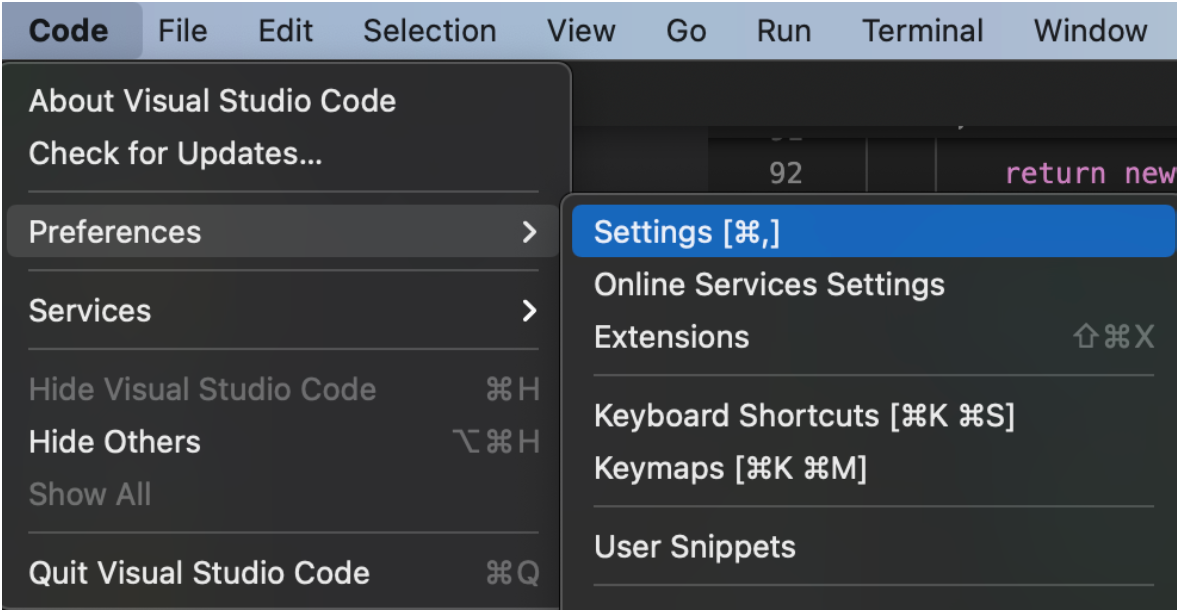 Code File Edit Selection View Go Run Terminal Window
About Visual Studio Code
Check for Updates...
Preferences
Services
Hide Visual Studio Code ⌘H
Hide Others ⌥⌘H
Show All
Quit Visual Studio Code ⌘Q
92 return new
Settings [⌘,]
Online Services Settings
Extensions ⇧⌘X
Keyboard Shortcuts [⌘K ⌘S]
Keymaps [⌘K ⌘M]
User Snippets